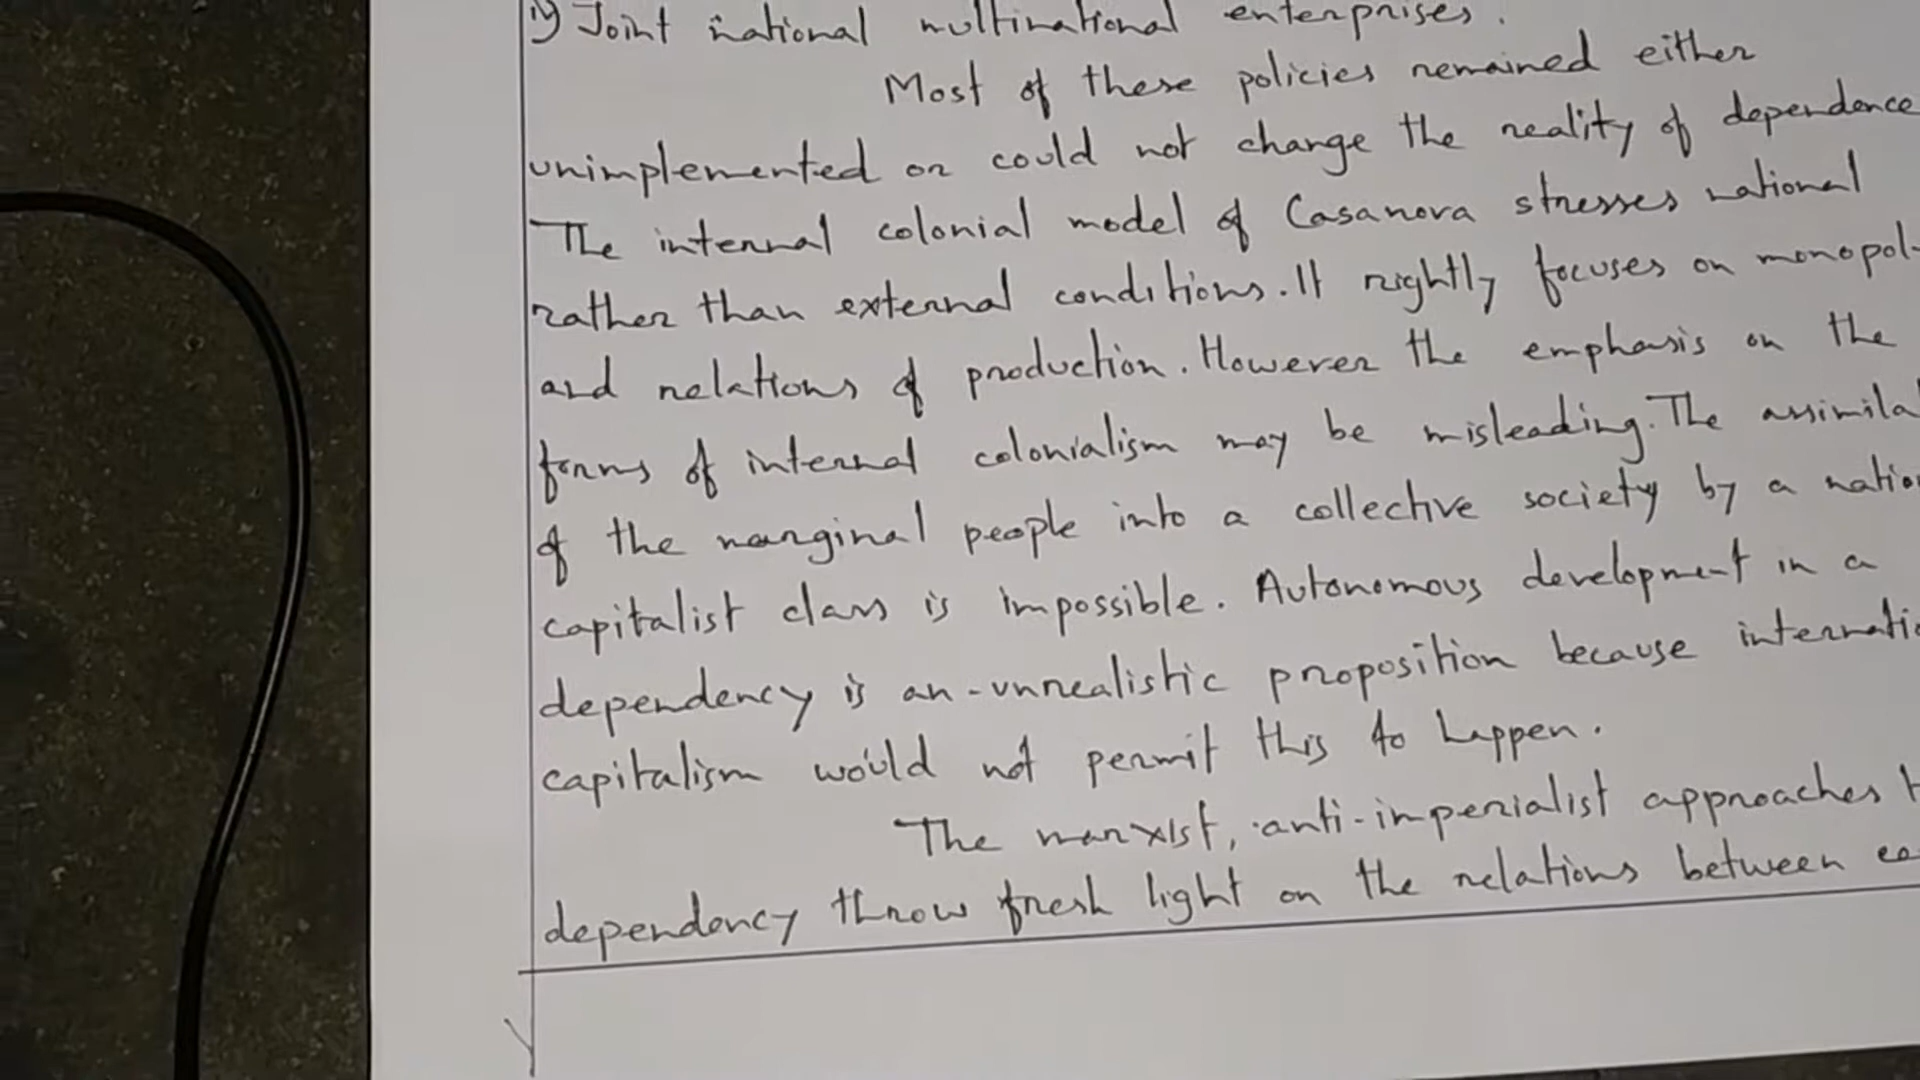 iv) Joint national multinational enterprises.
Most of these policies remained either
unimplemented or could not change the reality of dependence
The internal colonial model of Casanova stresses national
rather than external conditions. It rightly focuses on monopol-
and relations of production. However the emphasis on the
forms of internal colonialism may be misleading. The assimila
of the marginal people into a collective society by a natio
capitalist class is impossible. Autonomous development in a
dependency is an-unrealistic proposition because internatio
capitalism would not permit this to happen.
The marxist, anti-imperialist approaches t
dependency throw fresh light on the relations between ea